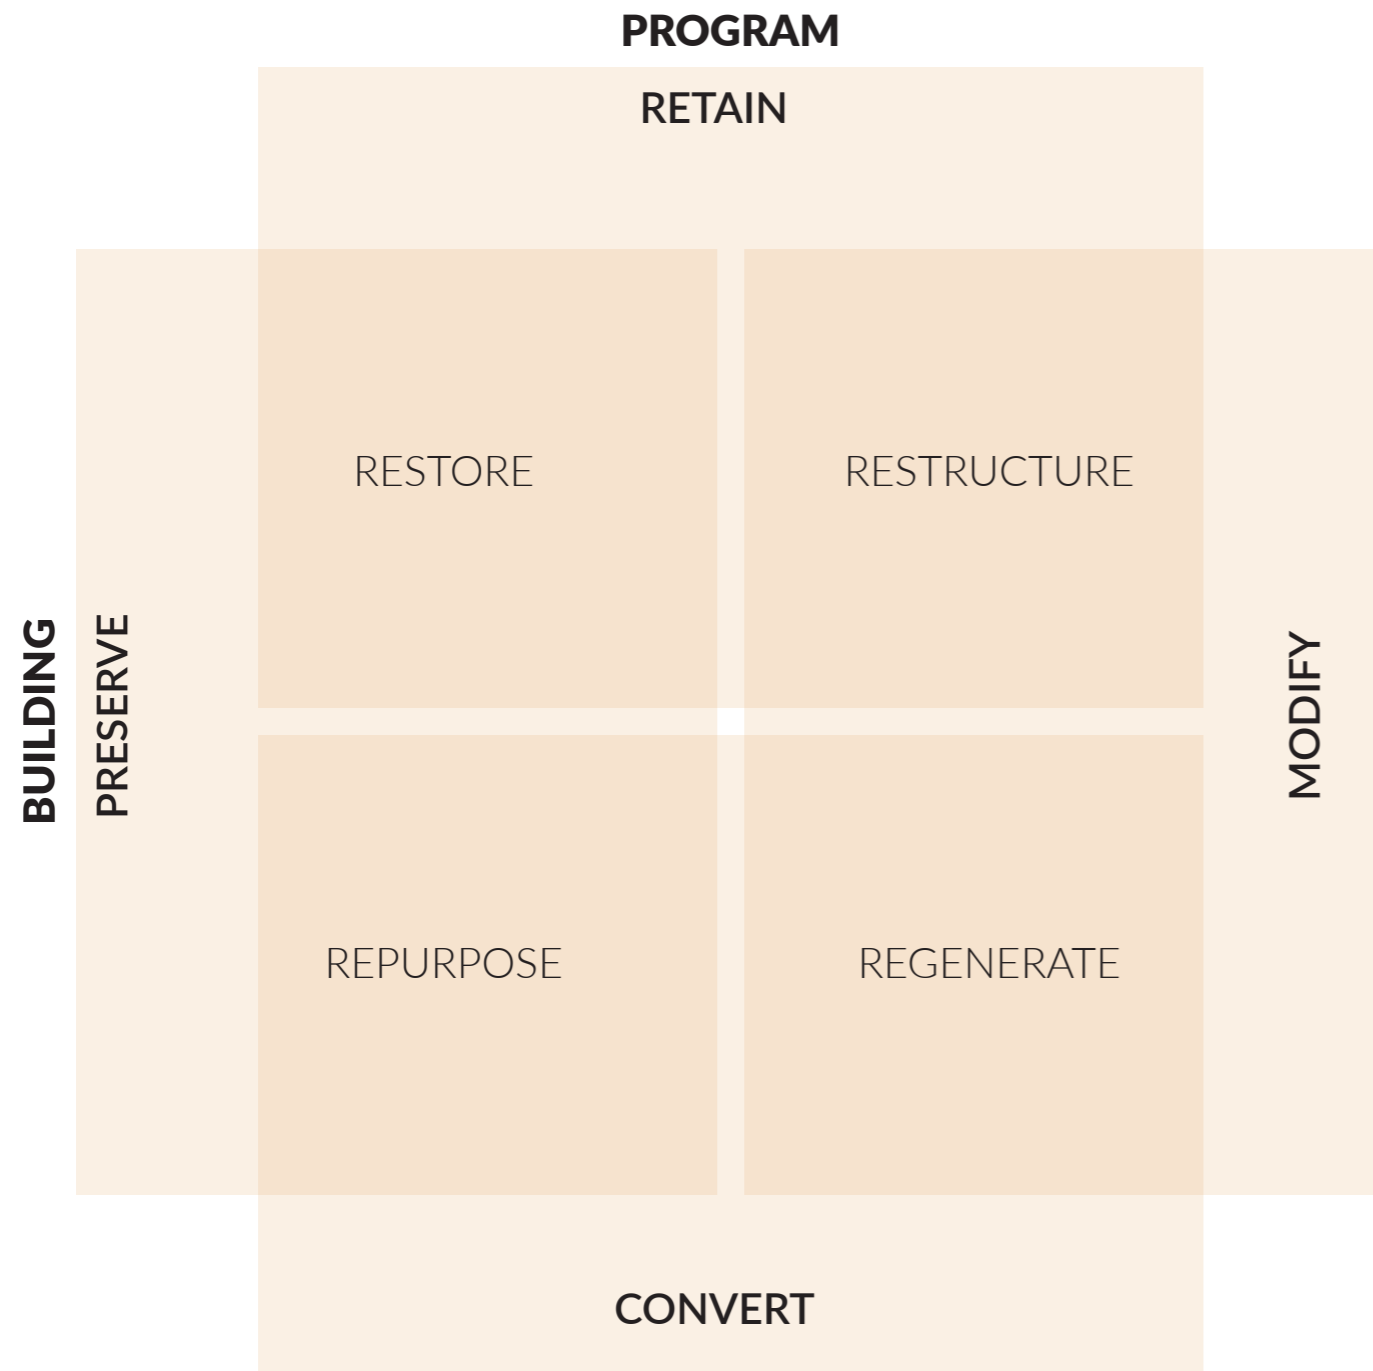 PROGRAM
RETAIN
RESTORE
RESTRUCTURE
BUILDING
PRESERVE
MODIFY
REPURPOSE
REGENERATE
CONVERT